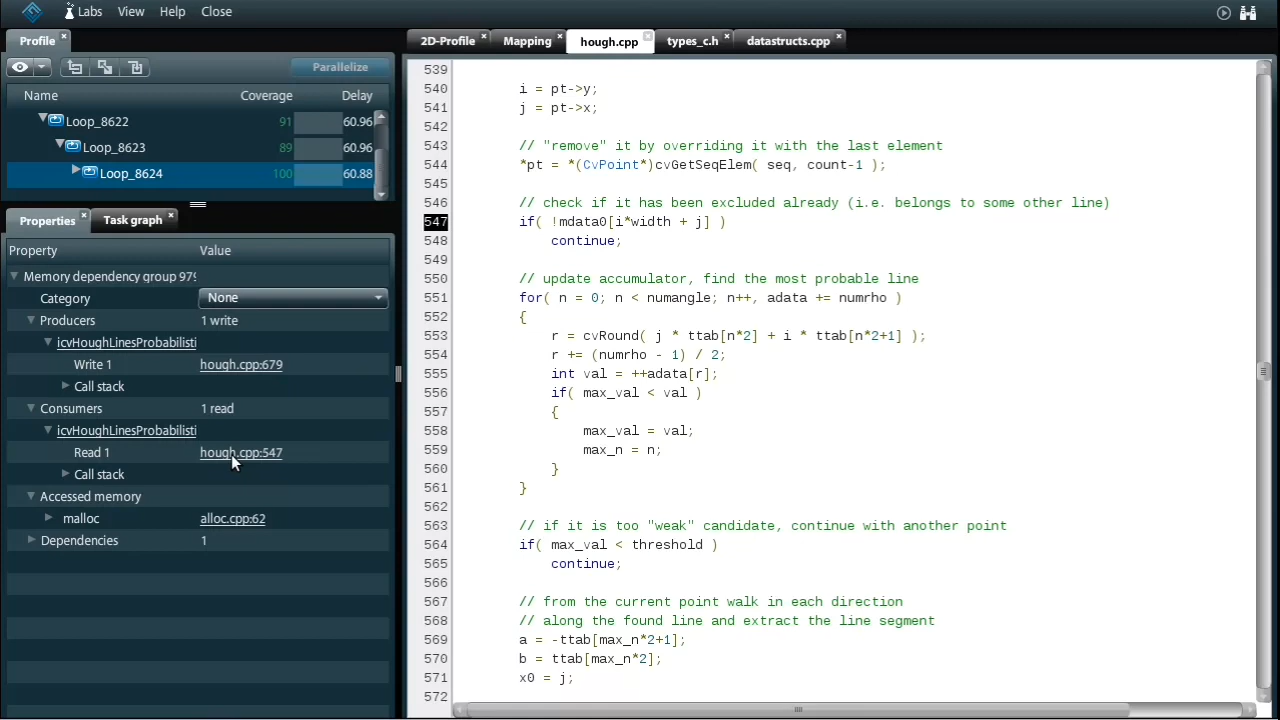 Labs View Help Close
Profile
Parallelize
Name Coverage Delay
Loop_8622 91 60.96
Loop_8623 89 60.96
Loop_8624 100 60.88
Properties Task graph
Property Value
Memory dependency group 979
Category None
Producers 1 write
icvHoughLinesProbabilisti
Write 1 hough.cpp:679
Call stack
Consumers 1 read
icvHoughLinesProbabilisti
Read 1 hough.cpp:547
Call stack
Accessed memory
malloc alloc.cpp:62
Dependencies 1
2D-Profile Mapping hough.cpp types_c.h datastructs.cpp
539
540 i = pt->y;
541 j = pt->x;
542
543 // "remove" it by overriding it with the last element
544 *pt = *(CvPoint*)cvGetSeqElem( seq, count-1 );
545
546 // check if it has been excluded already (i.e. belongs to some other line)
547 if( !mdata0[i*width + j] )
548 continue;
549
550 // update accumulator, find the most probable line
551 for( n = 0; n < numangle; n++, adata += numrho )
552 {
553 r = cvRound( j * ttab[n*2] + i * ttab[n*2+1] );
554 r += (numrho - 1) / 2;
555 int val = ++adata[r];
556 if( max_val < val )
557 {
558 max_val = val;
559 max_n = n;
560 }
561 }
562
563 // if it is too "weak" candidate, continue with another point
564 if( max_val < threshold )
565 continue;
566
567 // from the current point walk in each direction
568 // along the found line and extract the line segment
569 a = -ttab[max_n*2+1];
570 b = ttab[max_n*2];
571 x0 = j;
572